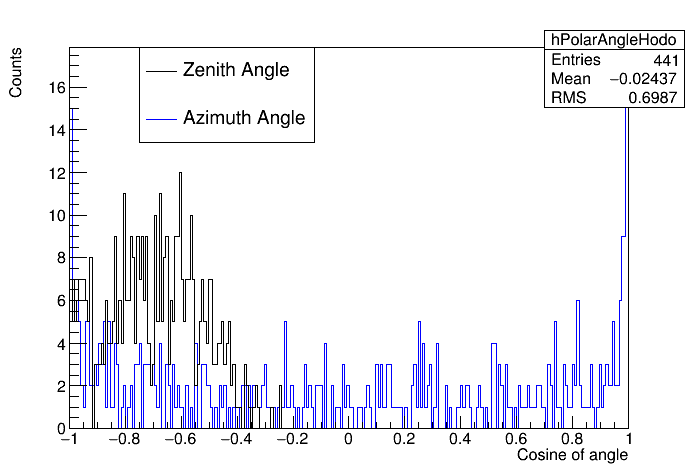 hPolarAngleHodo
Entries 441
Mean −0.02437
RMS 0.6987
Zenith Angle
Azimuth Angle
Counts
16
14
12
10
8
6
4
2
0
−1 −0.8 −0.6 −0.4 −0.2 0 0.2 0.4 0.6 0.8 1
Cosine of angle